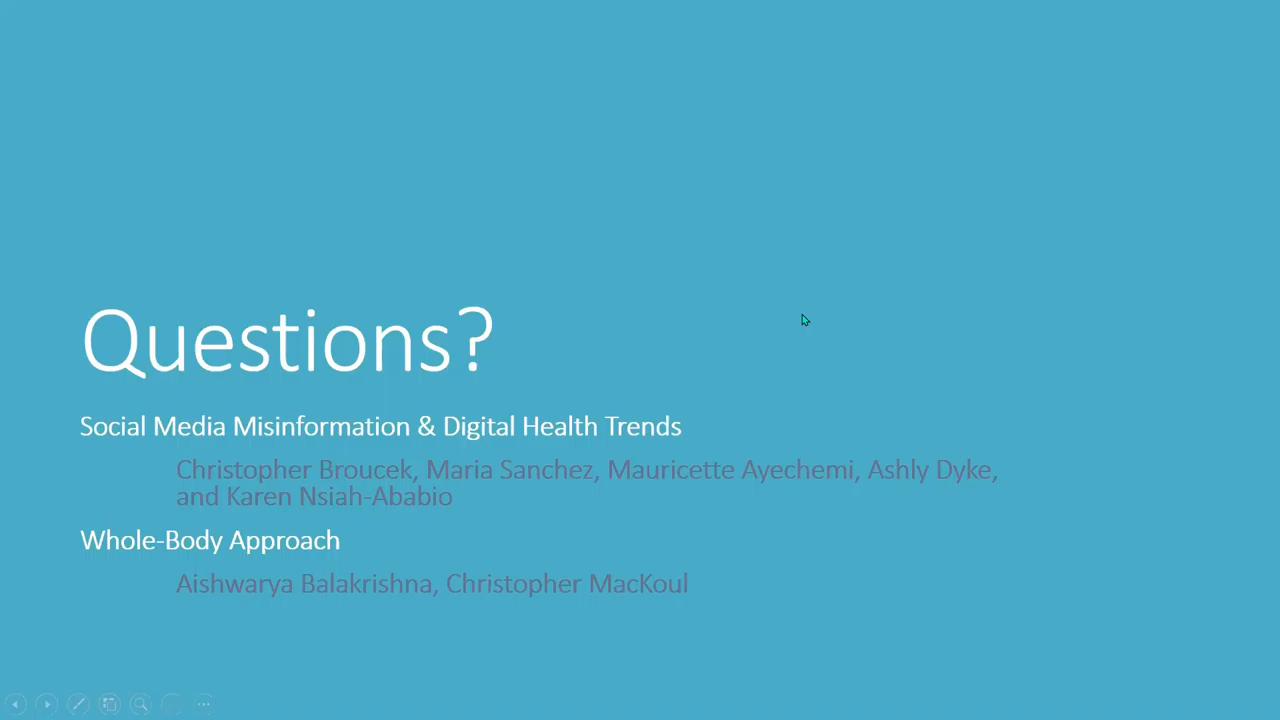 Questions?
Social Media Misinformation & Digital Health Trends
Christopher Broucek, Maria Sanchez, Mauricette Ayechemi, Ashly Dyke,
and Karen Nsiah-Ababio
Whole-Body Approach
Aishwarya Balakrishna, Christopher MacKoul